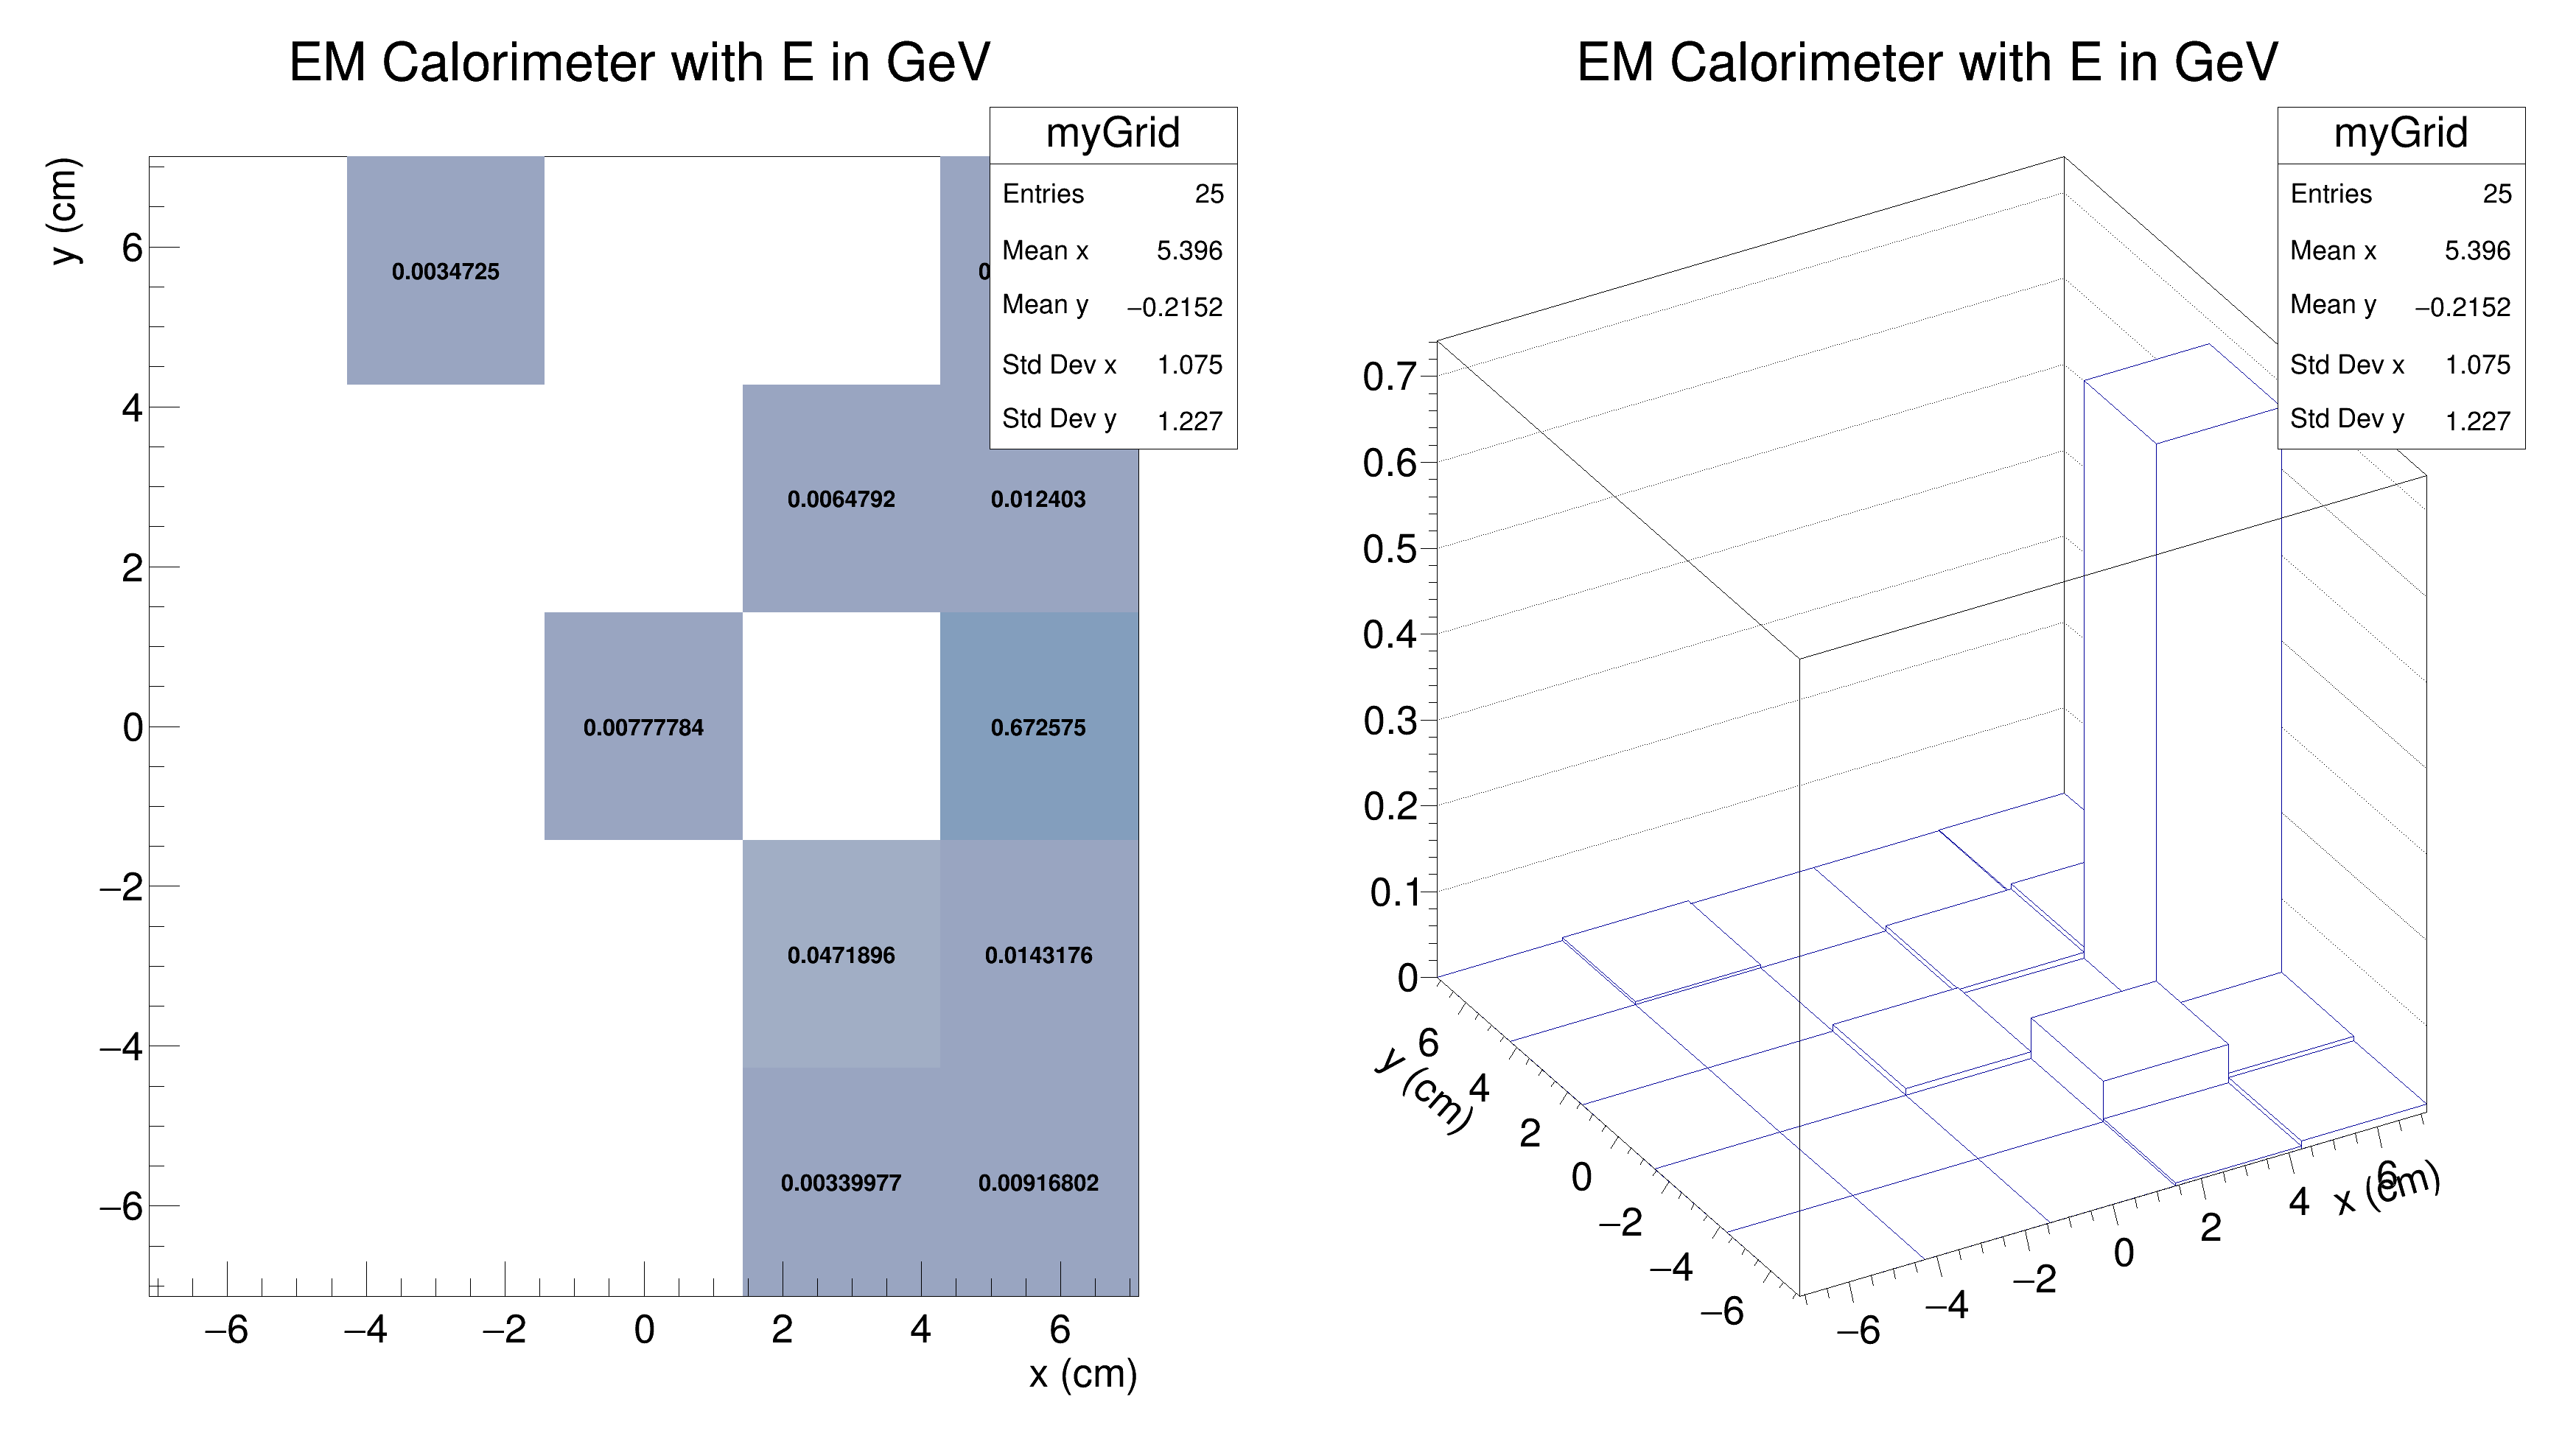 EM Calorimeter with E in GeV
myGrid
Entries 25
Mean x 5.396
Mean y −0.2152
Std Dev x 1.075
Std Dev y 1.227
y (cm)
6
4
2
0
−2
−4
−6
0.0034725
0.0064792 0.012403
0.00777784 0.672575
0.0471896 0.0143176
0.00339977 0.00916802
−6 −4 −2 0 2 4 6
x (cm)
EM Calorimeter with E in GeV
myGrid
Entries 25
Mean x 5.396
Mean y −0.2152
Std Dev x 1.075
Std Dev y 1.227
0.7
0.6
0.5
0.4
0.3
0.2
0.1
0
y (cm)
6
4
2
0
−2
−4
−6
−6 −4 −2 0 2 4 6
x (cm)